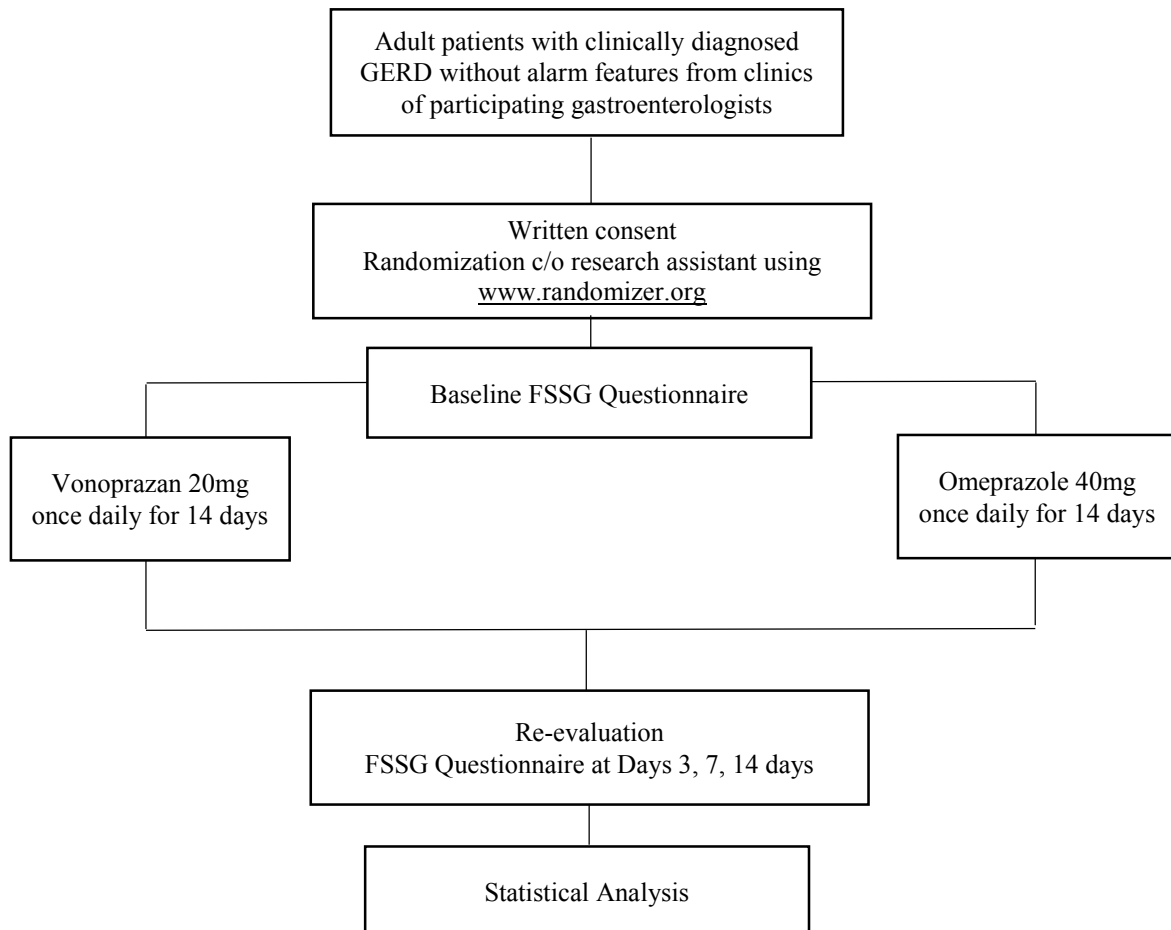 Adult patients with clinically diagnosed
GERD without alarm features from clinics
of participating gastroenterologists
Written consent
Randomization c/o research assistant using
www.randomizer.org
Baseline FSSG Questionnaire
Vonoprazan 20mg
once daily for 14 days
Omeprazole 40mg
once daily for 14 days
Re-evaluation
FSSG Questionnaire at Days 3, 7, 14 days
Statistical Analysis